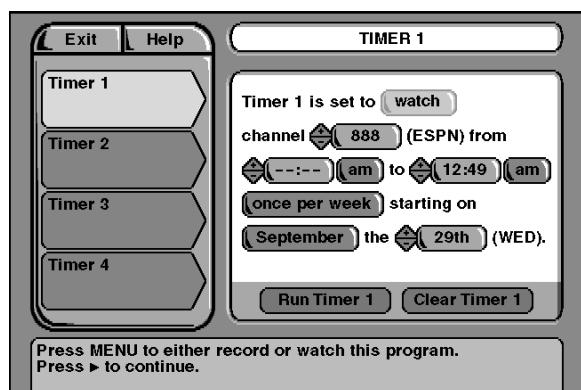 Exit Help
TIMER 1
Timer 1
Timer 2
Timer 3
Timer 4
Timer 1 is set to watch
channel 888 (ESPN) from
--:-- am to 12:49 am
once per week starting on
September the 29th (WED).
Run Timer 1 Clear Timer 1
Press MENU to either record or watch this program.
Press ► to continue.